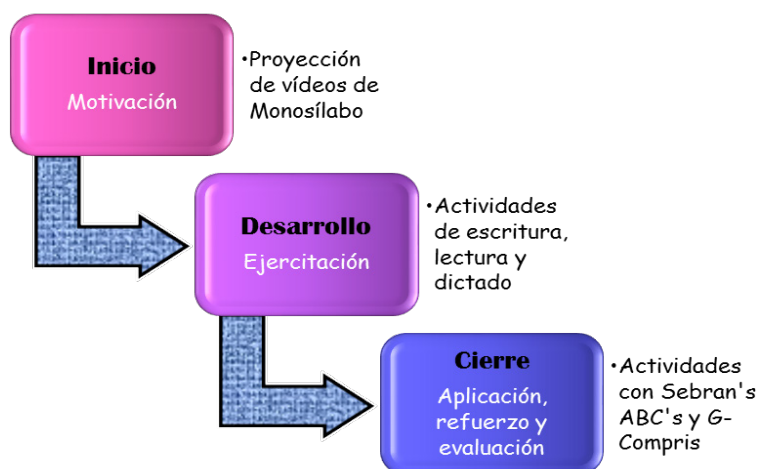 Inicio
Motivación
•Proyección
de vídeos de
Monosílabo
Desarrollo
Ejercitación
•Actividades
de escritura,
lectura y
dictado
Cierre
Aplicación,
refuerzo y
evaluación
•Actividades
con Sebran's
ABC's y G-
Compris